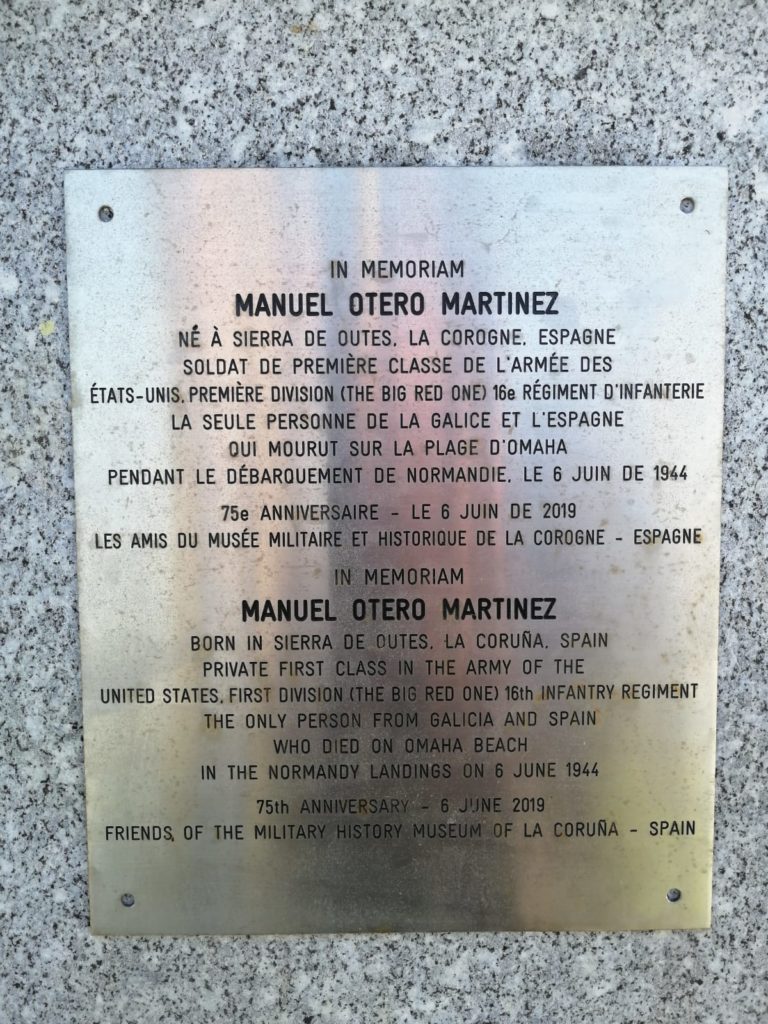 IN MEMORIAM
MANUEL OTERO MARTINEZ
NÉ À SIERRA DE OUTES, LA COROGNE, ESPAGNE
SOLDAT DE PREMIÈRE CLASSE DE L'ARMÉE DES
ÉTATS-UNIS, PREMIÈRE DIVISION (THE BIG RED ONE) 16e RÉGIMENT D'INFANTERIE
LA SEULE PERSONNE DE LA GALICE ET L'ESPAGNE
QUI MOURUT SUR LA PLAGE D'OMAHA
PENDANT LE DÉBARQUEMENT DE NORMANDIE, LE 6 JUIN DE 1944
75e ANNIVERSAIRE - LE 6 JUIN DE 2019
LES AMIS DU MUSÉE MILITAIRE ET HISTORIQUE DE LA COROGNE - ESPAGNE
IN MEMORIAM
MANUEL OTERO MARTINEZ
BORN IN SIERRA DE OUTES, LA CORUÑA, SPAIN
PRIVATE FIRST CLASS IN THE ARMY OF THE
UNITED STATES, FIRST DIVISION (THE BIG RED ONE) 16th INFANTRY REGIMENT
THE ONLY PERSON FROM GALICIA AND SPAIN
WHO DIED ON OMAHA BEACH
IN THE NORMANDY LANDINGS ON 6 JUNE 1944
75th ANNIVERSARY - 6 JUNE 2019
FRIENDS OF THE MILITARY HISTORY MUSEUM OF LA CORUÑA - SPAIN